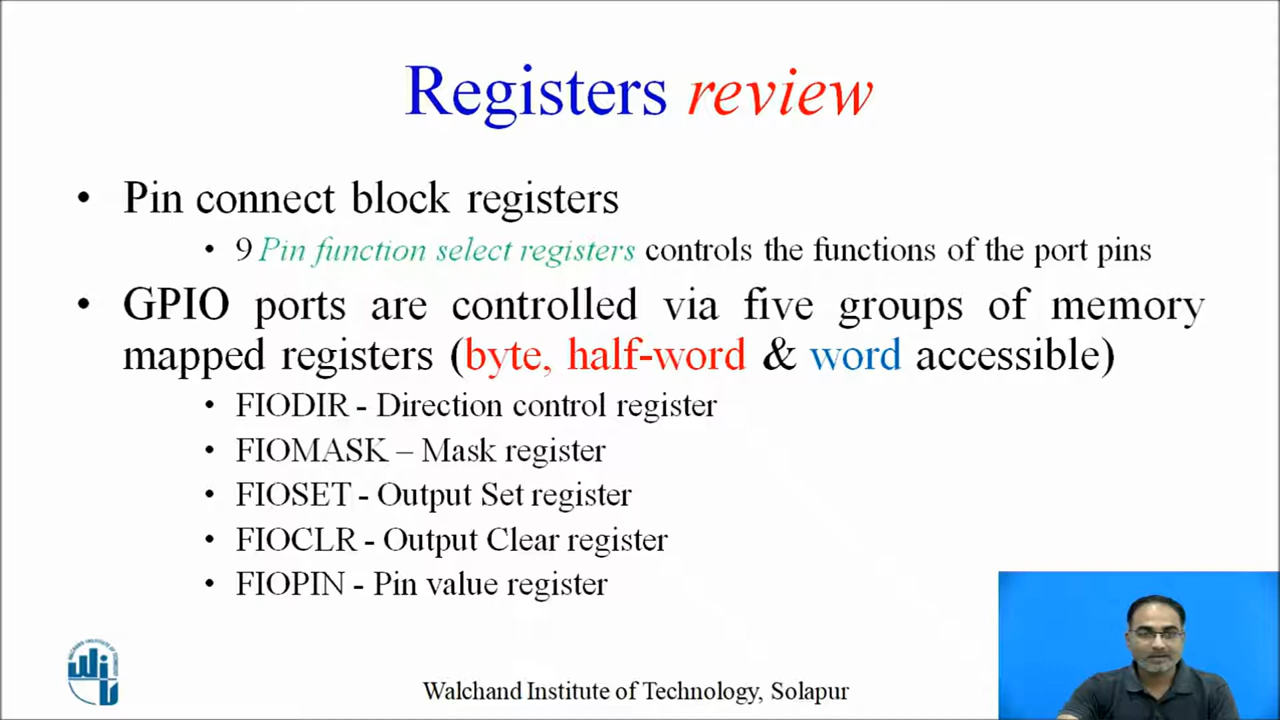 Registers review
• Pin connect block registers
• 9 Pin function select registers controls the functions of the port pins
• GPIO ports are controlled via five groups of memory
mapped registers (byte, half-word & word accessible)
• FIODIR - Direction control register
• FIOMASK – Mask register
• FIOSET - Output Set register
• FIOCLR - Output Clear register
• FIOPIN - Pin value register
Walchand Institute of Technology, Solapur